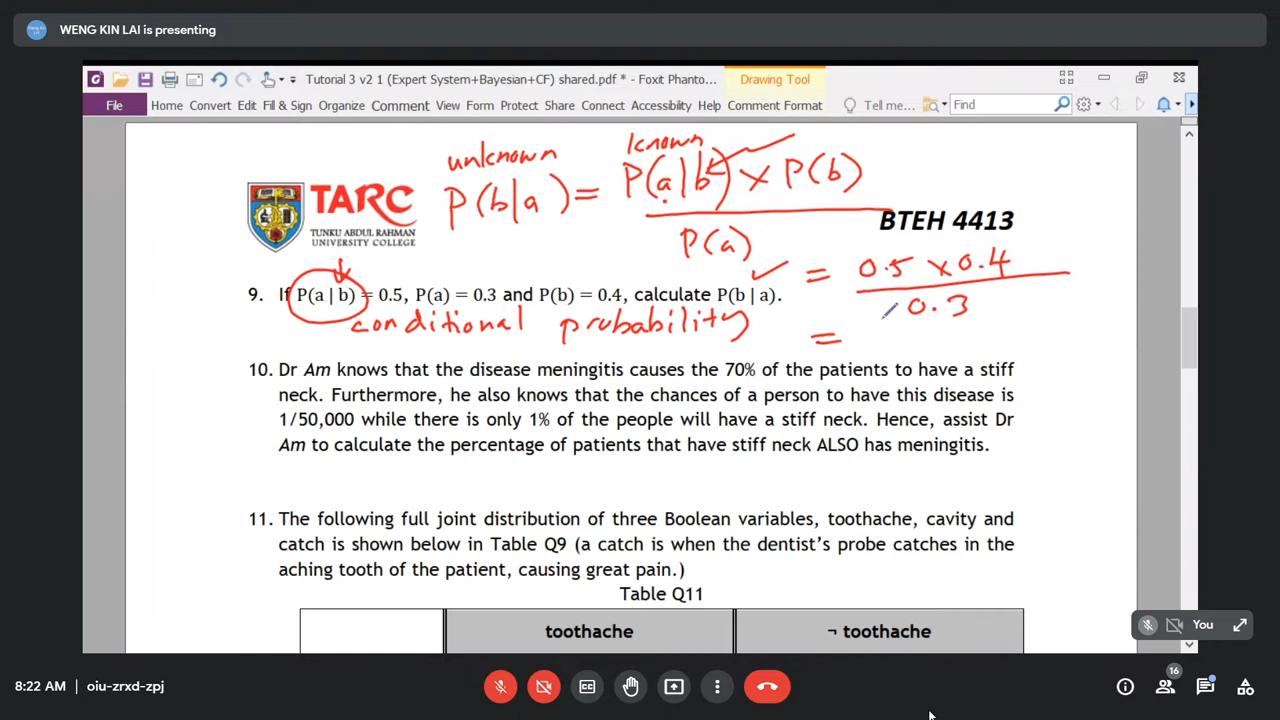 WENG KIN LAI is presenting
Tutorial 3 v2 1 (Expert System+Bayesian+CF) shared.pdf * - Foxit Phanto...
Drawing Tool
File Home Convert Edit Fill & Sign Organize Comment View Form Protect Share Connect Accessibility Help Comment Format Tell me... Find
unknown known
P(b|a) = P(a|b) x P(b)
P(a)
TARC
TUNKU ABDUL RAHMAN
UNIVERSITY COLLEGE
BTEH 4413
= 0.5 x 0.4
0.3
9. If P(a | b) = 0.5, P(a) = 0.3 and P(b) = 0.4, calculate P(b | a).
conditional probability
=
10. Dr Am knows that the disease meningitis causes the 70% of the patients to have a stiff
neck. Furthermore, he also knows that the chances of a person to have this disease is
1/50,000 while there is only 1% of the people will have a stiff neck. Hence, assist Dr
Am to calculate the percentage of patients that have stiff neck ALSO has meningitis.
11. The following full joint distribution of three Boolean variables, toothache, cavity and
catch is shown below in Table Q9 (a catch is when the dentist's probe catches in the
aching tooth of the patient, causing great pain.)
Table Q11
toothache ¬ toothache
You
8:22 AM | oiu-zrxd-zpj
16